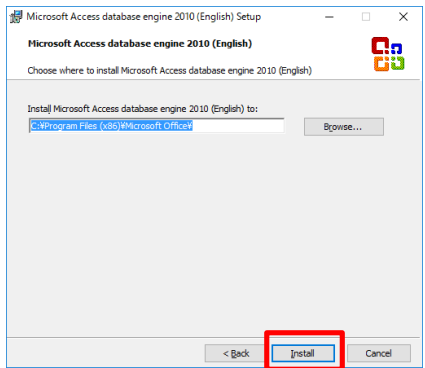 Microsoft Access database engine 2010 (English) Setup
Microsoft Access database engine 2010 (English)
Choose where to install Microsoft Access database engine 2010 (English)
Install Microsoft Access database engine 2010 (English) to:
C:¥Program Files (x86)¥Microsoft Office¥
Browse...
< Back
Install
Cancel